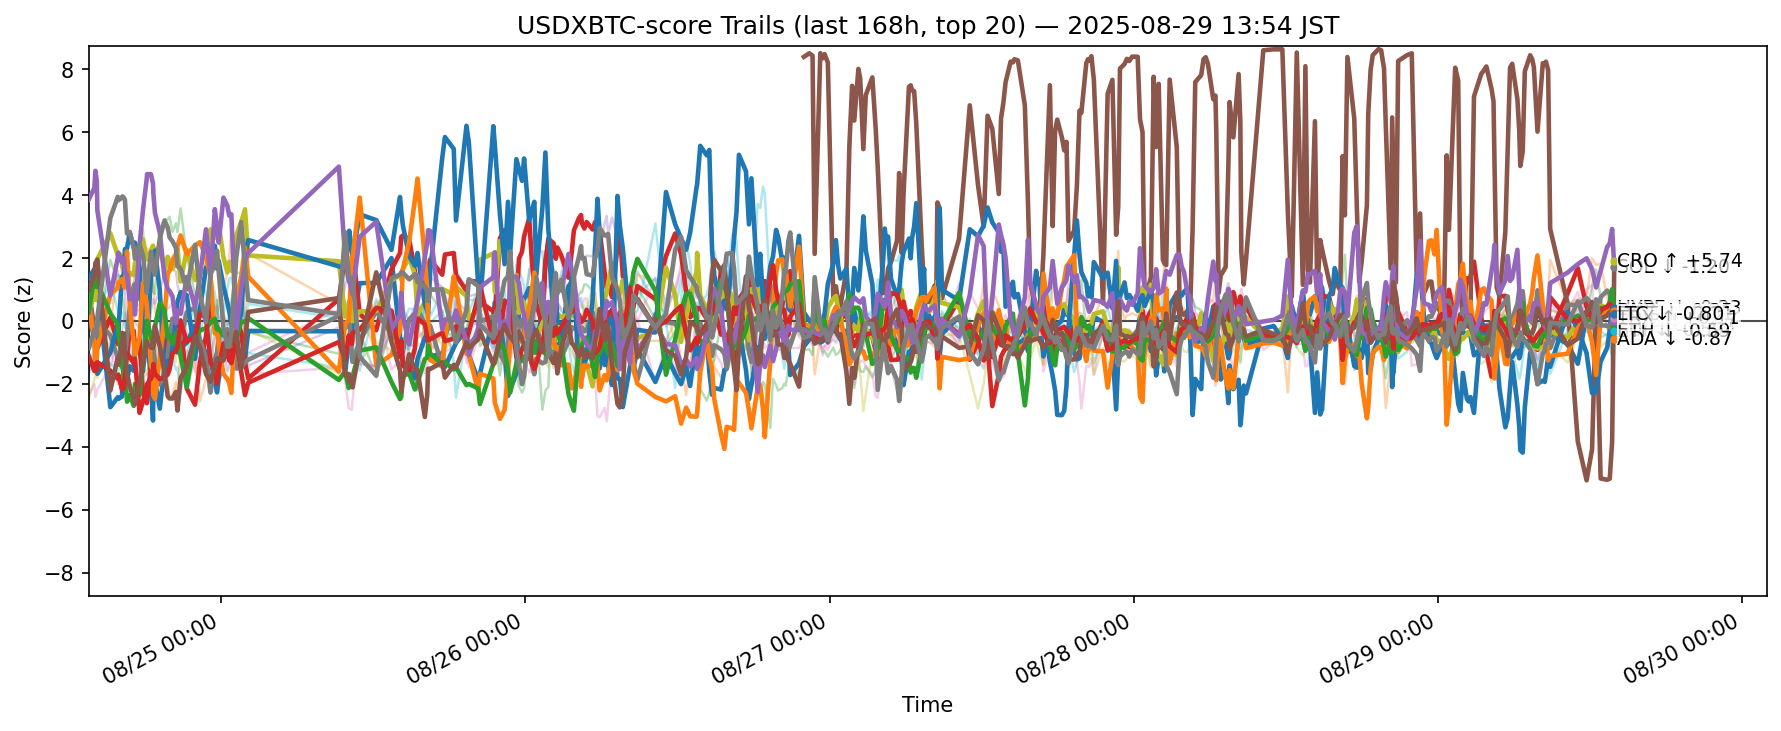 USDXBTC-score Trails (last 168h, top 20) — 2025-08-29 13:54 JST
Score (z)
8
6
4
2
0
−2
−4
−6
−8
CRO ↑ +5.74
LTC ↓ -0.80
ADA ↓ -0.87
08/25 00:00
08/26 00:00
08/27 00:00
08/28 00:00
08/29 00:00
08/30 00:00
Time